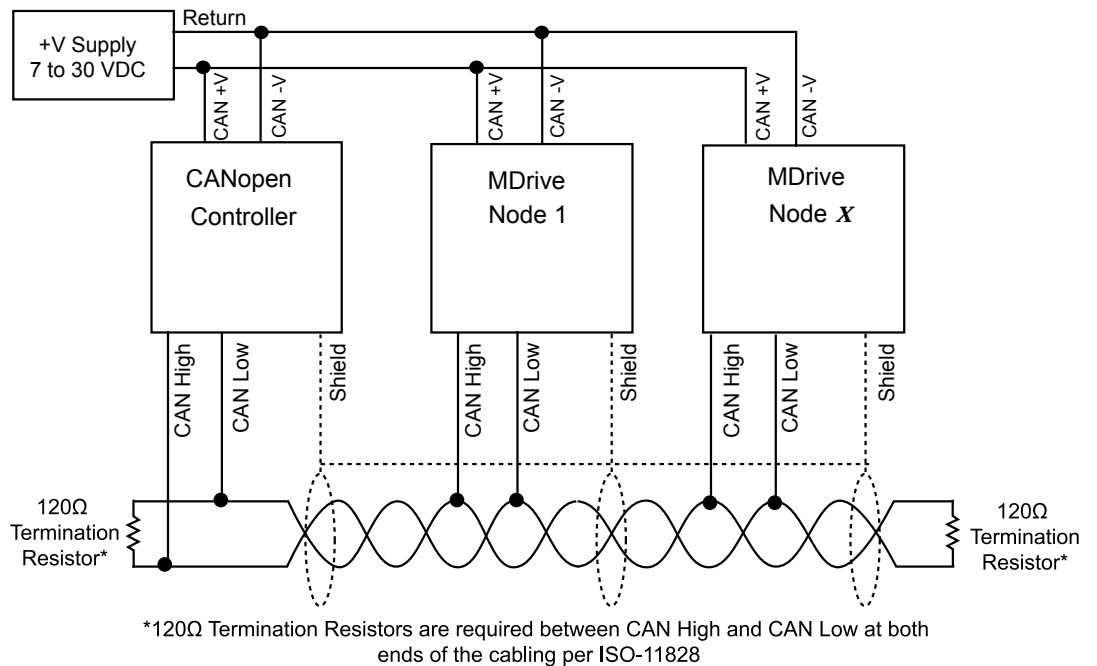 Return
+V Supply
7 to 30 VDC
CAN +V
CAN -V
CAN +V
CAN -V
CAN +V
CAN -V
CANopen
Controller
MDrive
Node 1
MDrive
Node X
CAN High
CAN Low
Shield
CAN High
CAN Low
Shield
CAN High
CAN Low
Shield
120Ω
Termination
Resistor*
120Ω
Termination
Resistor*
*120Ω Termination Resistors are required between CAN High and CAN Low at both
ends of the cabling per ISO-11828